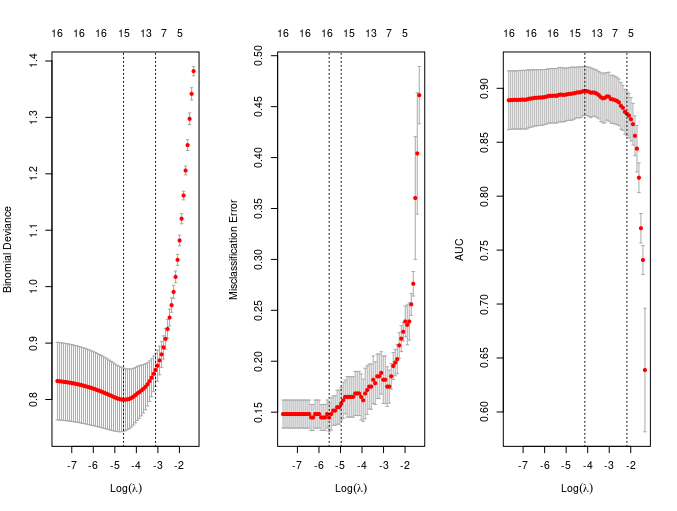 16 16 16 15 13 7 5
1.4
1.3
1.2
1.1
1.0
0.9
0.8
Binomial Deviance
-7 -6 -5 -4 -3 -2
Log(λ)
16 16 16 15 13 7 5
0.50
0.45
0.40
0.35
0.30
0.25
0.20
0.15
Misclassification Error
-7 -6 -5 -4 -3 -2
Log(λ)
16 16 16 15 13 7 5
0.90
0.85
0.80
0.75
0.70
0.65
0.60
AUC
-7 -6 -5 -4 -3 -2
Log(λ)